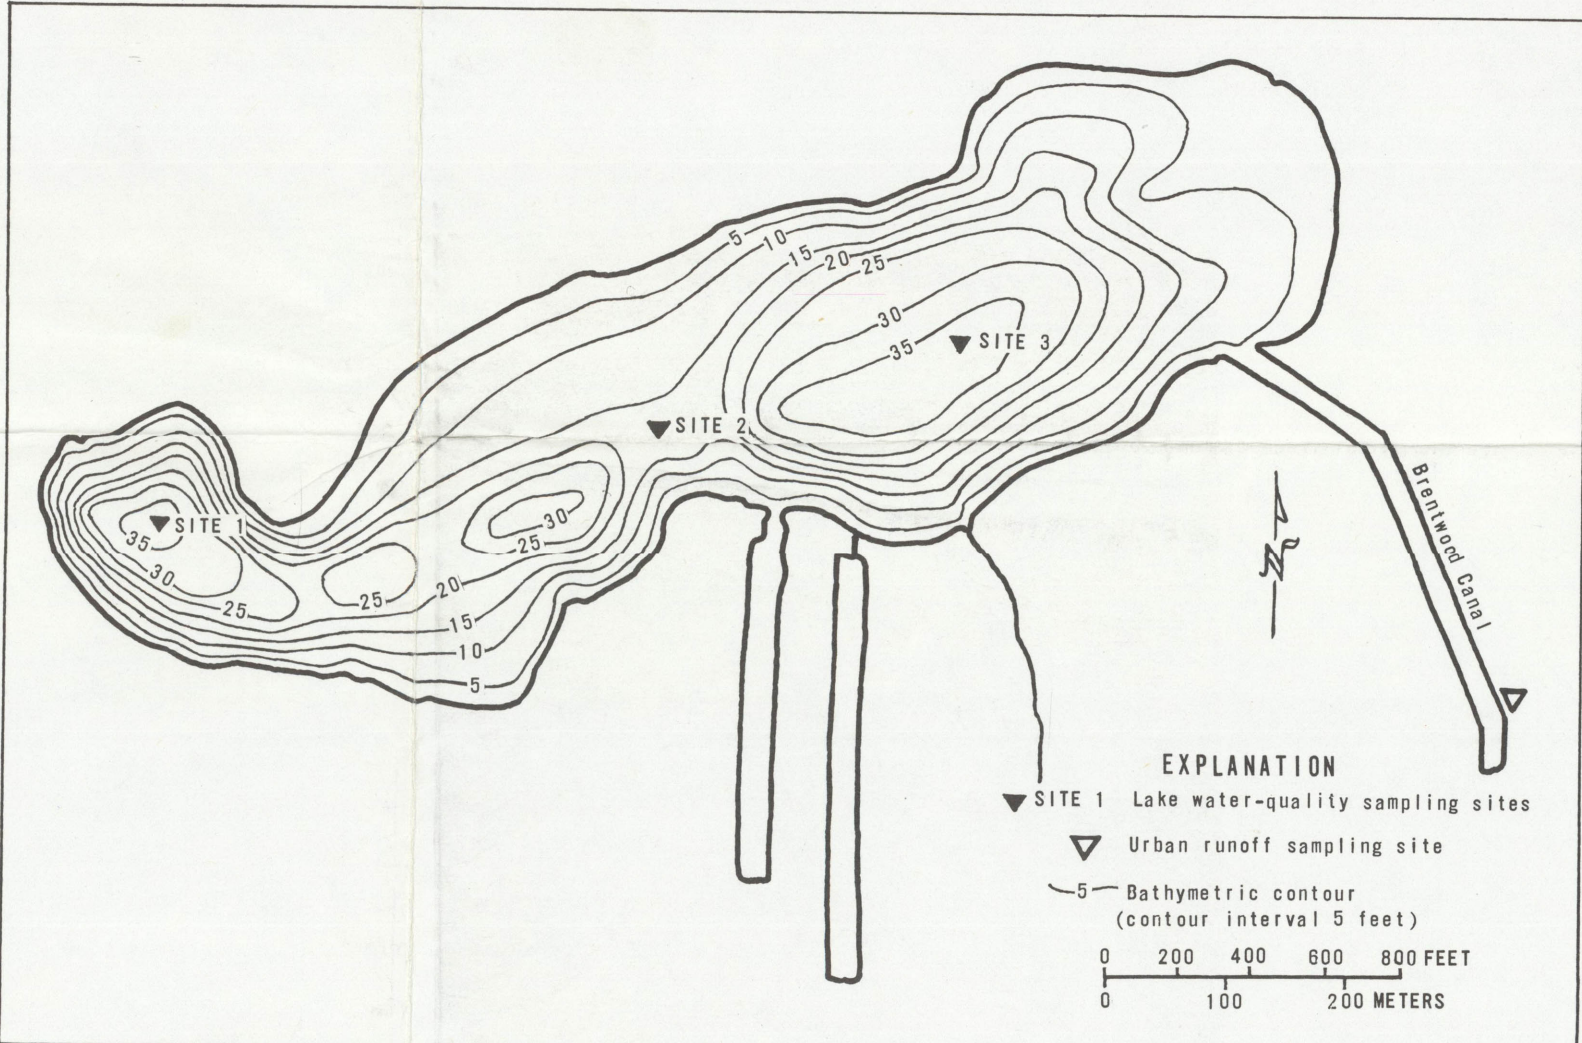 5
10
15
20
25
30
35
SITE 3
SITE 2
SITE 1
35
30
25
30
25
25
20
15
10
5
Brentwood Canal
N
EXPLANATION
SITE 1 Lake water-quality sampling sites
Urban runoff sampling site
5 Bathymetric contour
(contour interval 5 feet)
0 200 400 600 800 FEET
0 100 200 METERS